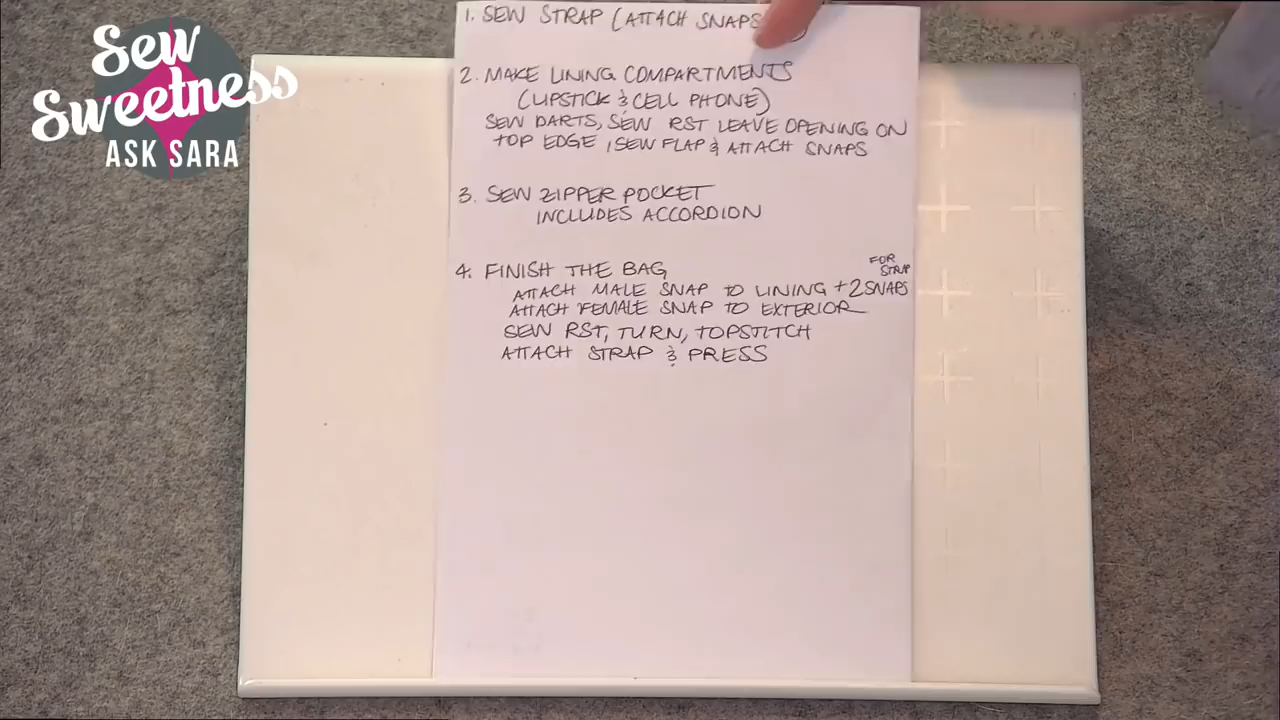 Sew
Sweetness
ASK SARA
1. SEW STRAP (ATTACH SNAPS
2. MAKE LINING COMPARTMENTS
(LIPSTICK & CELL PHONE)
SEW DARTS, SEW RST LEAVE OPENING ON
TOP EDGE, SEW FLAP & ATTACH SNAPS
3. SEW ZIPPER POCKET
INCLUDES ACCORDION
4. FINISH THE BAG
FOR
STRAP
ATTACH MALE SNAP TO LINING + 2 SNAPS
ATTACH FEMALE SNAP TO EXTERIOR
SEW RST, TURN, TOPSTITCH
ATTACH STRAP & PRESS